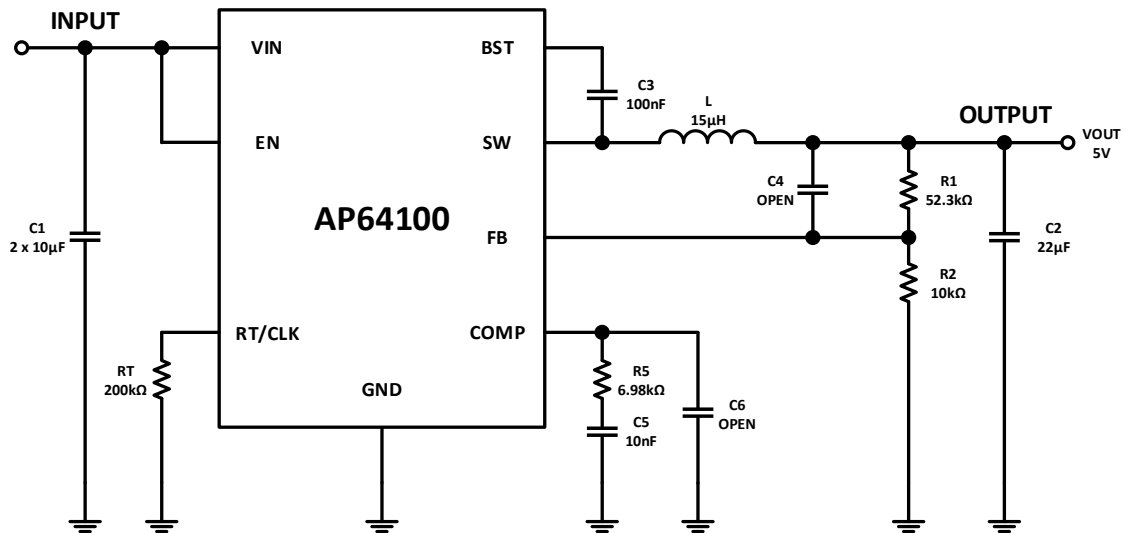 INPUT
VIN
BST
C3
100nF
L
15µH
OUTPUT
VOUT
5V
EN
SW
C4
OPEN
R1
52.3kΩ
C1
2 x 10µF
AP64100
FB
C2
22µF
R2
10kΩ
RT/CLK
COMP
RT
200kΩ
GND
R5
6.98kΩ
C6
OPEN
C5
10nF